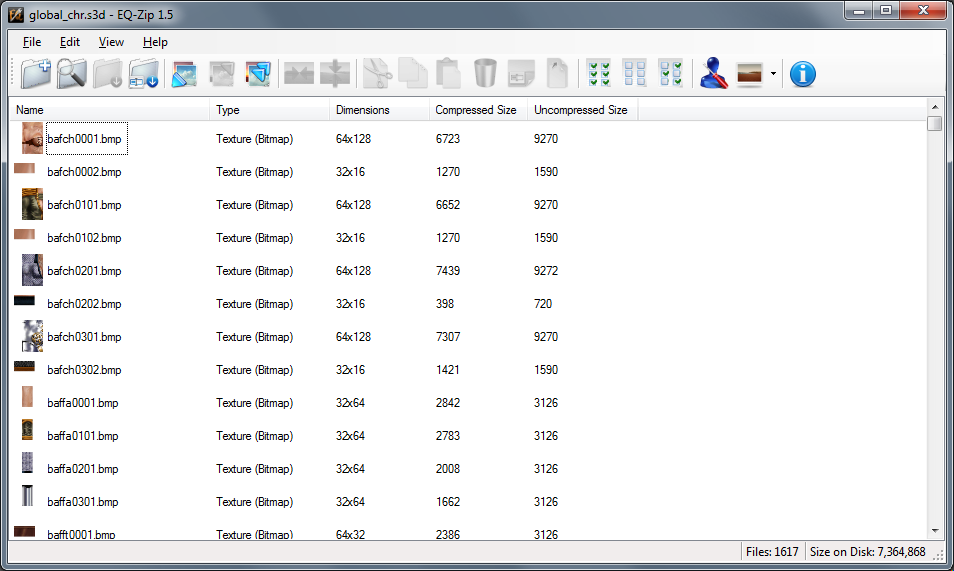 global_chr.s3d - EQ-Zip 1.5
File Edit View Help
Name Type Dimensions Compressed Size Uncompressed Size
bafch0001.bmp Texture (Bitmap) 64x128 6723 9270
bafch0002.bmp Texture (Bitmap) 32x16 1270 1590
bafch0101.bmp Texture (Bitmap) 64x128 6652 9270
bafch0102.bmp Texture (Bitmap) 32x16 1270 1590
bafch0201.bmp Texture (Bitmap) 64x128 7439 9272
bafch0202.bmp Texture (Bitmap) 32x16 398 720
bafch0301.bmp Texture (Bitmap) 64x128 7307 9270
bafch0302.bmp Texture (Bitmap) 32x16 1421 1590
baffa0001.bmp Texture (Bitmap) 32x64 2842 3126
baffa0101.bmp Texture (Bitmap) 32x64 2783 3126
baffa0201.bmp Texture (Bitmap) 32x64 2008 3126
baffa0301.bmp Texture (Bitmap) 32x64 1662 3126
bafft0001.bmp Texture (Bitmap) 64x32 2386 3126
Files: 1617 Size on Disk: 7,364,868